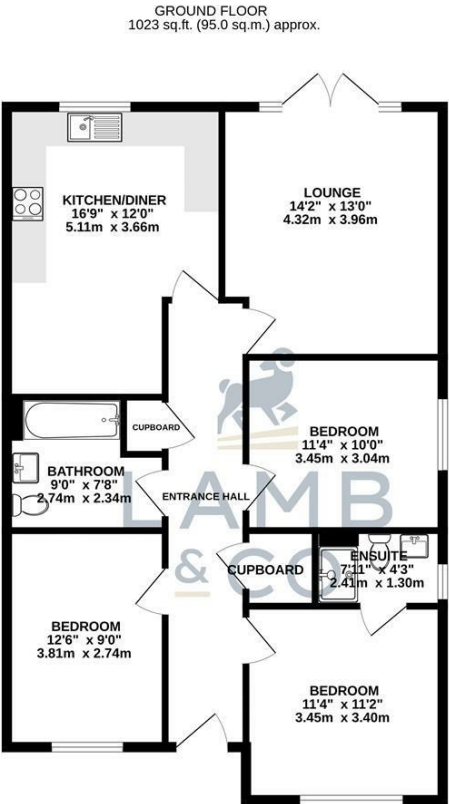 GROUND FLOOR
1023 sq.ft. (95.0 sq.m.) approx.
KITCHEN/DINER
16'9" x 12'0"
5.11m x 3.66m
LOUNGE
14'2" x 13'0"
4.32m x 3.96m
CUPBOARD
BEDROOM
11'4" x 10'0"
3.45m x 3.04m
BATHROOM
9'0" x 7'8"
2.74m x 2.34m
ENTRANCE HALL
LAMB
& CO
CUPBOARD
ENSUITE
7'11" x 4'3"
2.41m x 1.30m
BEDROOM
12'6" x 9'0"
3.81m x 2.74m
BEDROOM
11'4" x 11'2"
3.45m x 3.40m